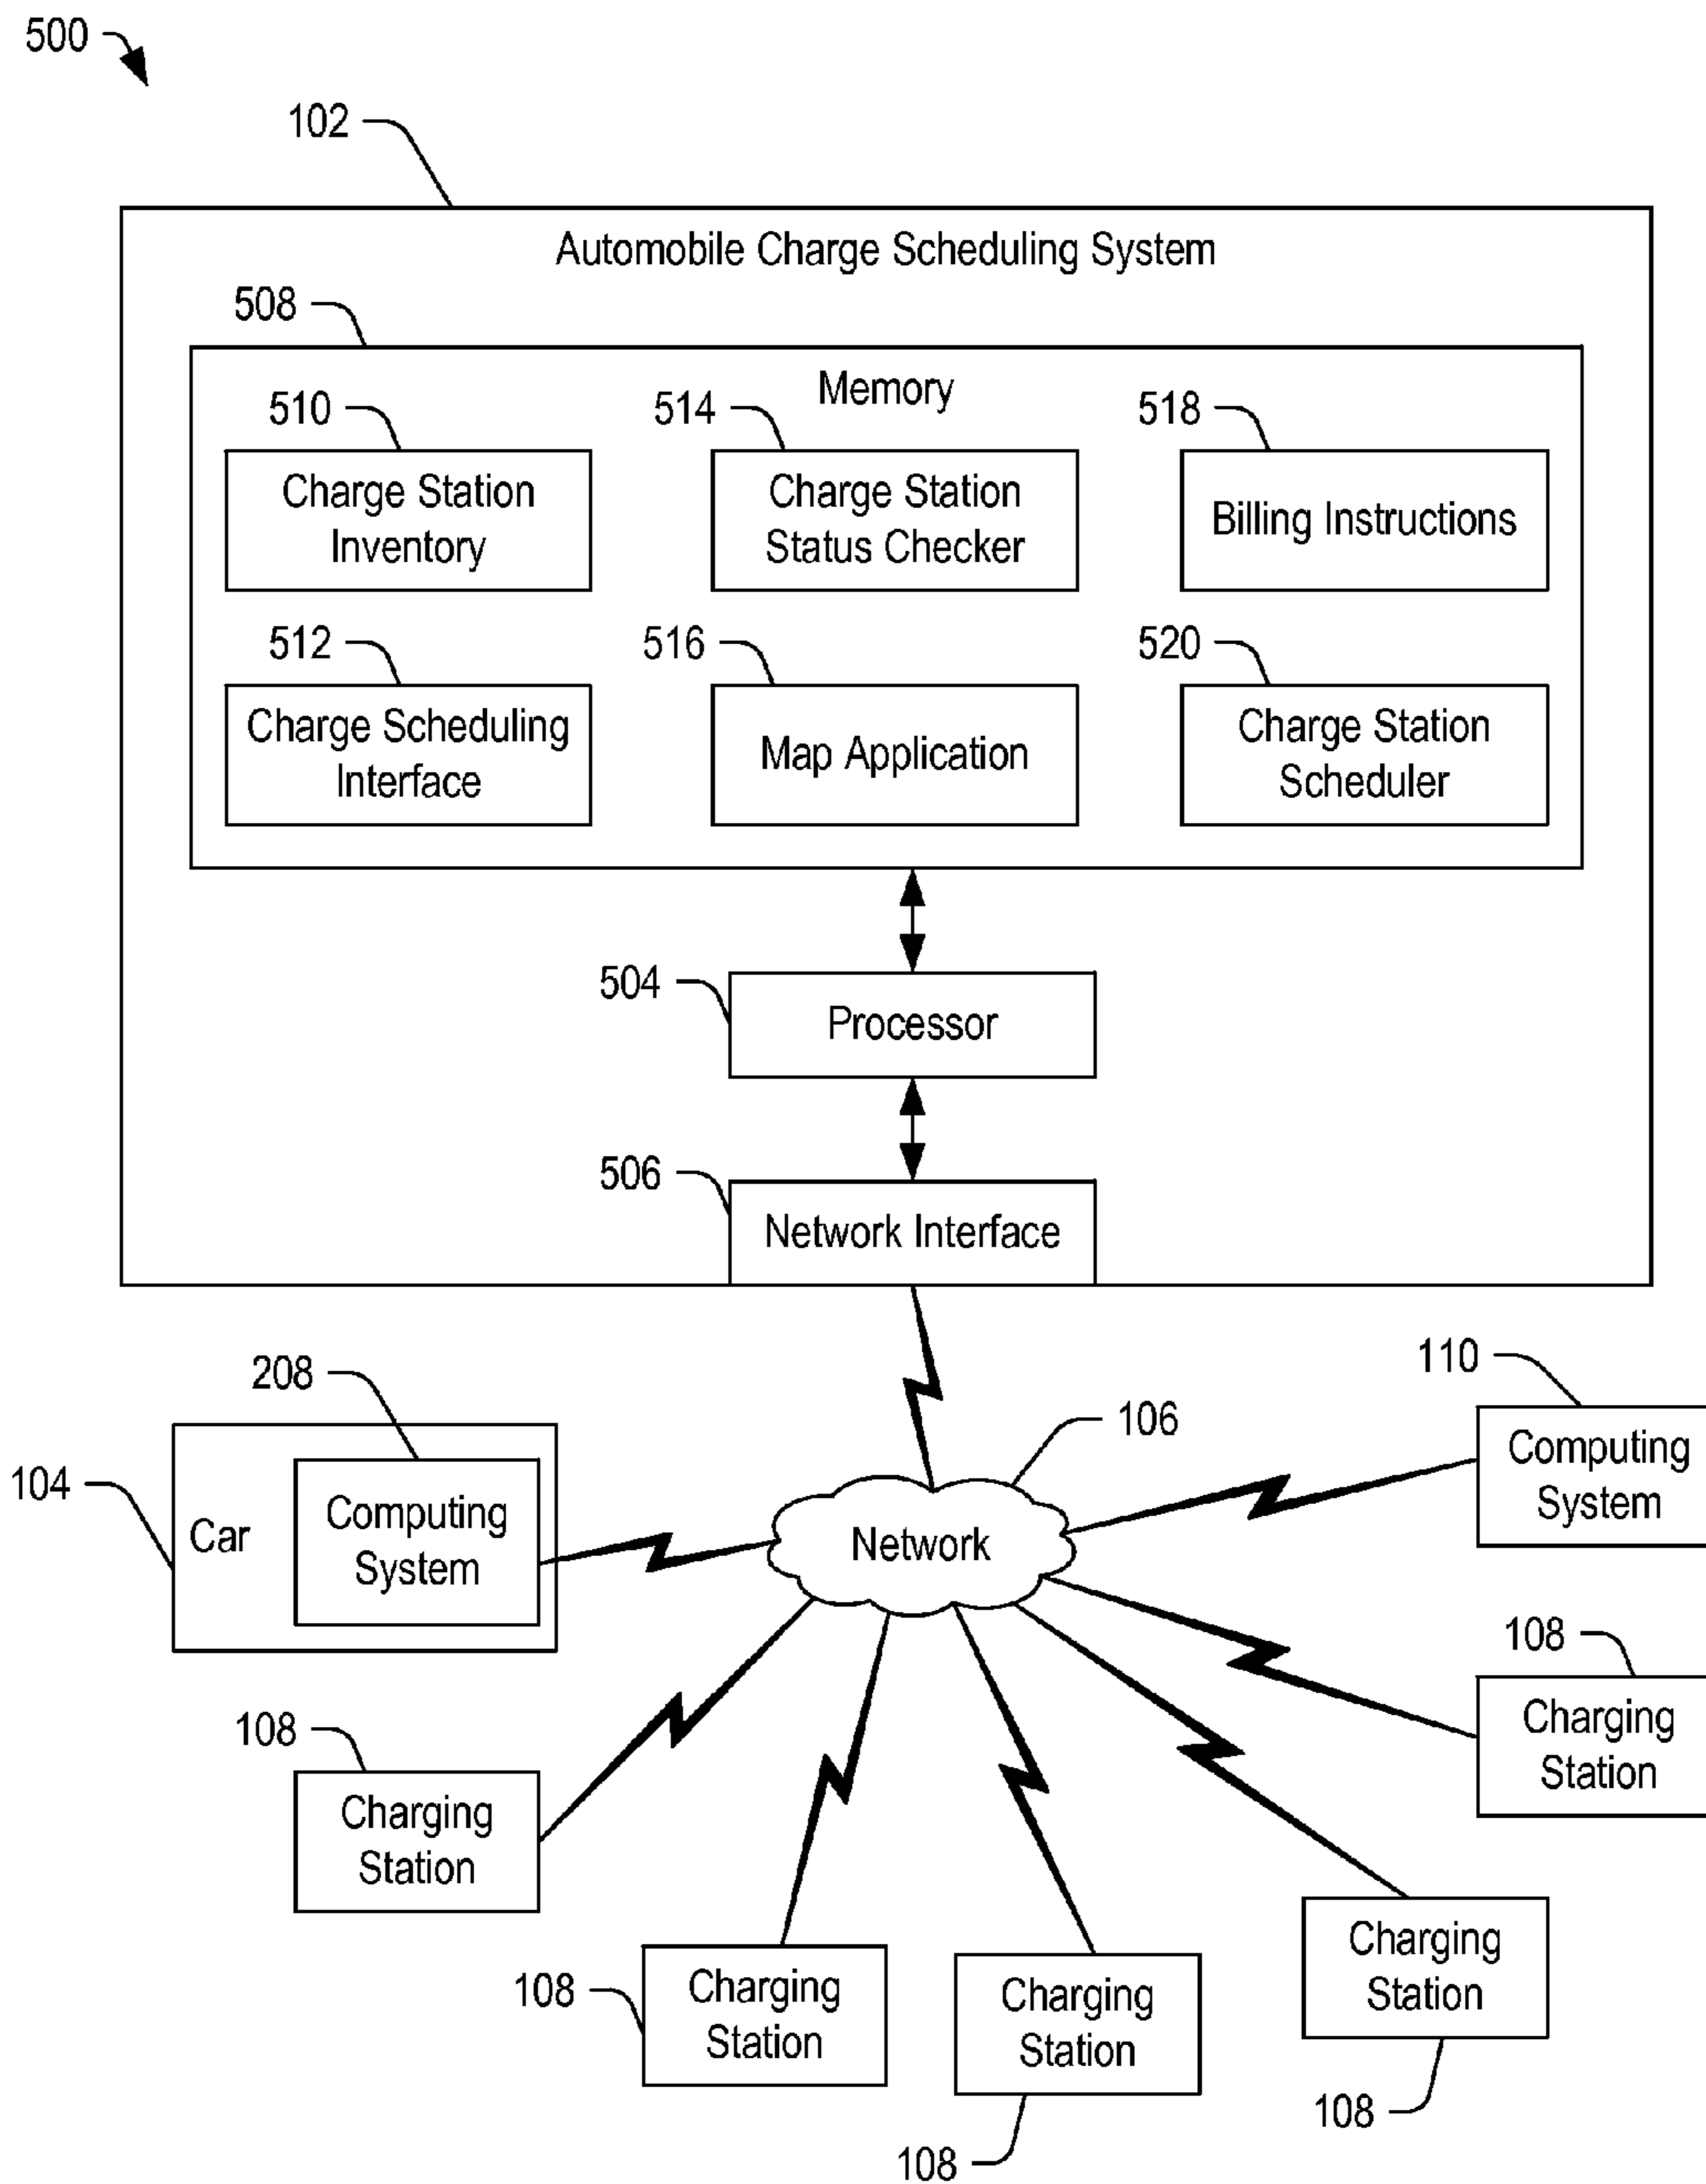 500
102
Automobile Charge Scheduling System
508
Memory
510
514
518
Charge Station
Inventory
Charge Station
Status Checker
Billing Instructions
512
516
520
Charge Scheduling
Interface
Map Application
Charge Station
Scheduler
504
Processor
506
Network Interface
208
110
106
104
Car
Computing
System
Network
Computing
System
108
Charging
Station
108
Charging
Station
108
Charging
Station
Charging
Station
108
Charging
Station
108